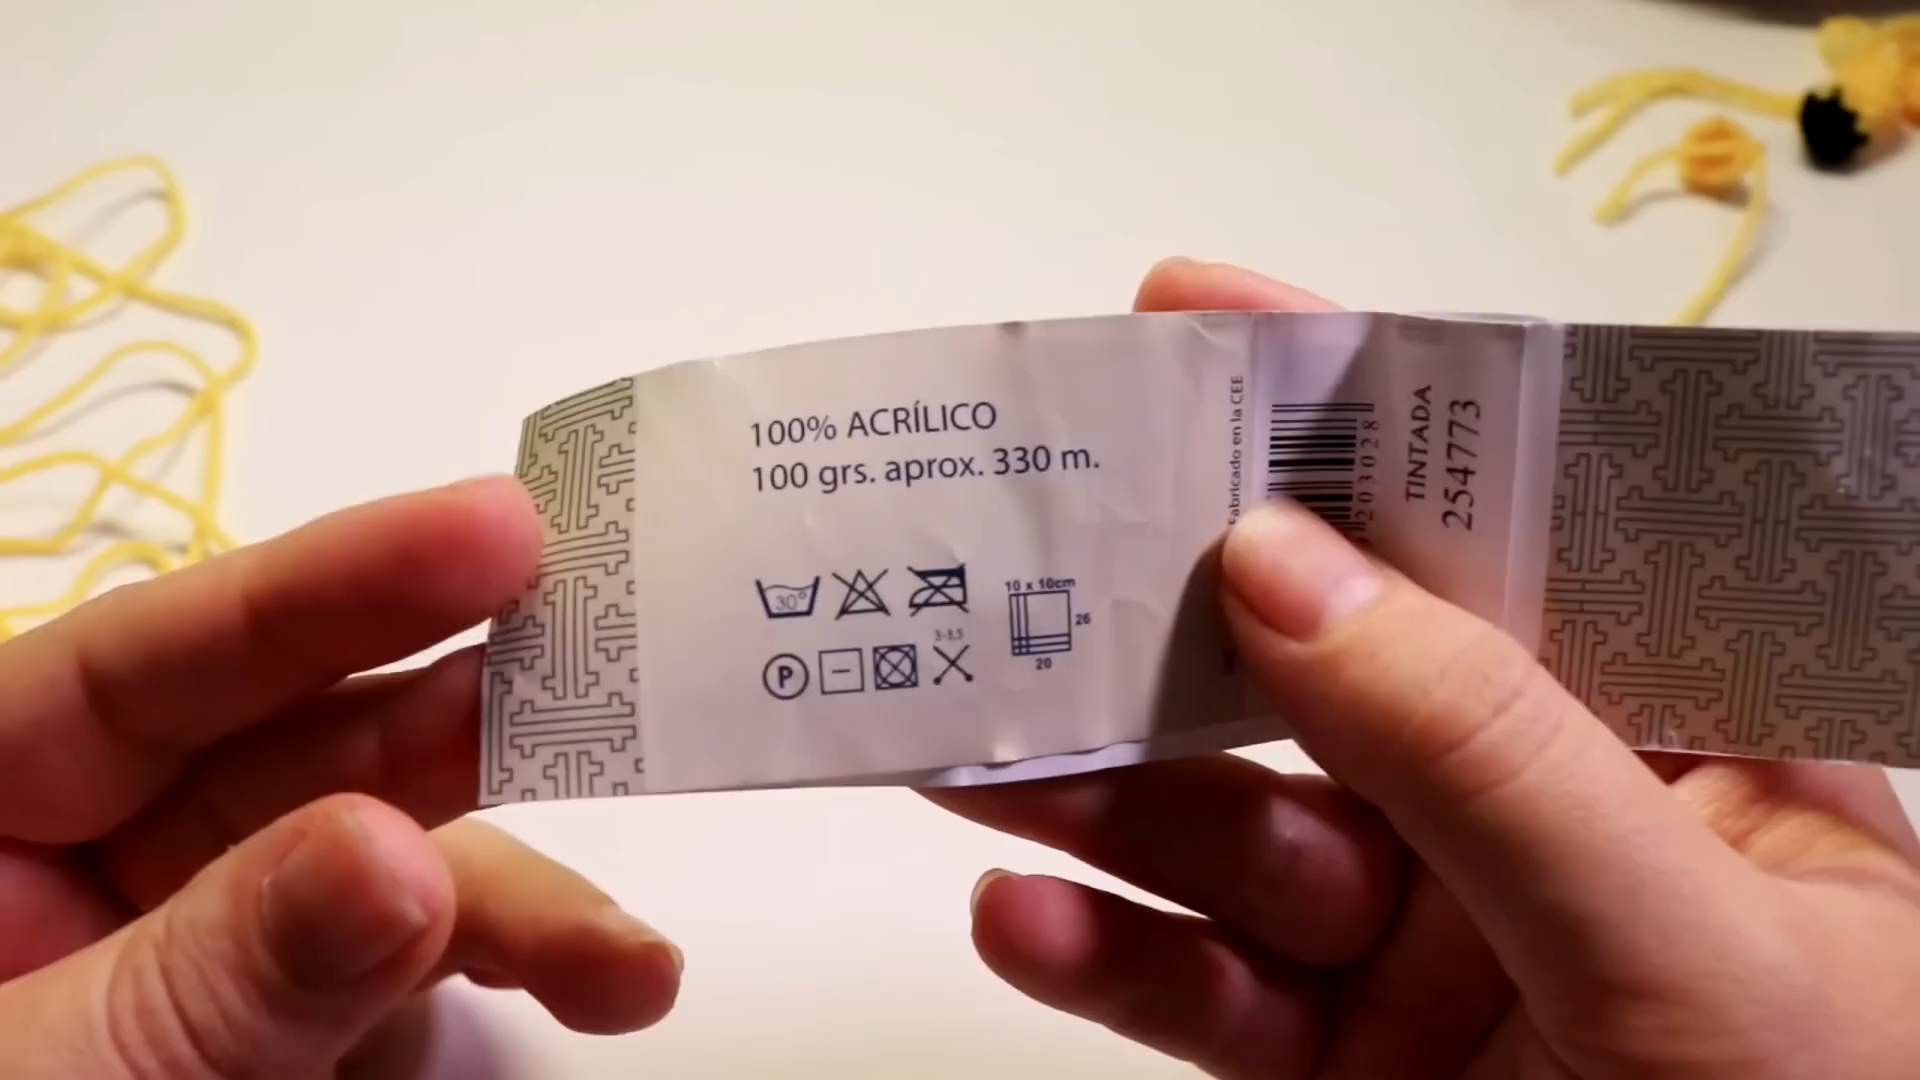 100% ACRÍLICO
100 grs. aprox. 330 m.
30°
P
3-3,5
10 x 10cm
26
20
Fabricado en la CEE
203028
TINTADA
254773